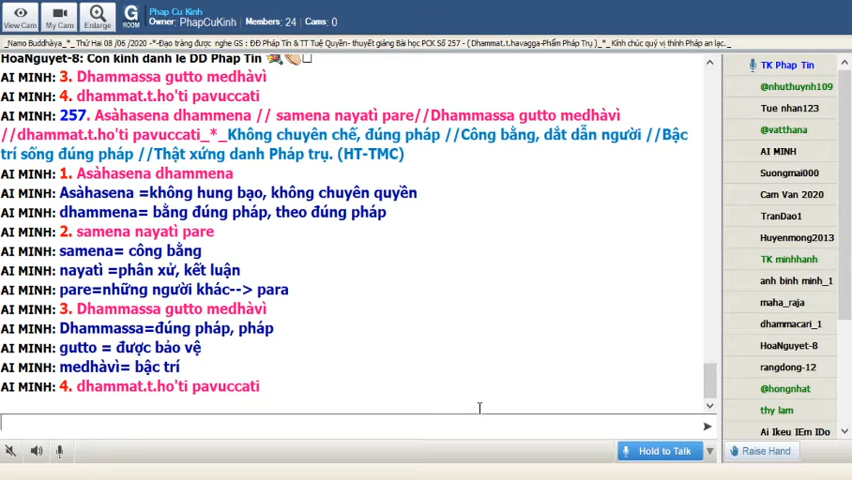 View Cam
My Cam
Enlarge
G
ROOM
Phap Cu Kinh
Owner: PhapCuKinh Members: 24 Cams: 0
_Namo Buddhàya_*_ Thứ Hai 08 /06 /2020 -*-Đạo tràng được nghe GS : ĐĐ Pháp Tín & TT Tuệ Quyền- thuyết giảng Bài học PCK Số 257 - ( Dhammat.t.havagga-Phẩm Pháp Trụ )_*_ Kính chúc quý vị thính Pháp an lạc._
HoaNguyet-8: Con kinh danh le DD Phap Tin
AI MINH: 3. Dhammassa gutto medhàvì
AI MINH: 4. dhammat.t.ho'ti pavuccati
AI MINH: 257. Asàhasena dhammena // samena nayatì pare//Dhammassa gutto medhàvì
//dhammat.t.ho'ti pavuccati_*_Không chuyên chế, đúng pháp //Công bằng, dắt dẫn người //Bậc
trí sống đúng pháp //Thật xứng danh Pháp trụ. (HT-TMC)
AI MINH: 1. Asàhasena dhammena
AI MINH: Asàhasena =không hung bạo, không chuyên quyền
AI MINH: dhammena= bằng đúng pháp, theo đúng pháp
AI MINH: 2. samena nayatì pare
AI MINH: samena= công bằng
AI MINH: nayatì =phân xử, kết luận
AI MINH: pare=những người khác--> para
AI MINH: 3. Dhammassa gutto medhàvì
AI MINH: Dhammassa=đúng pháp, pháp
AI MINH: gutto = được bảo vệ
AI MINH: medhàvì= bậc trí
AI MINH: 4. dhammat.t.ho'ti pavuccati
Hold to Talk
TK Phap Tin
@nhuthuynh109
Tue nhan123
@vatthana
AI MINH
Suongmai000
Cam Van 2020
TranDao1
Huyenmong2013
TK minhhanh
anh binh minh_1
maha_raja
dhammacari_1
HoaNguyet-8
rangdong-12
@hongnhat
thy lam
Ai Ikeu IEm IDo
Raise Hand